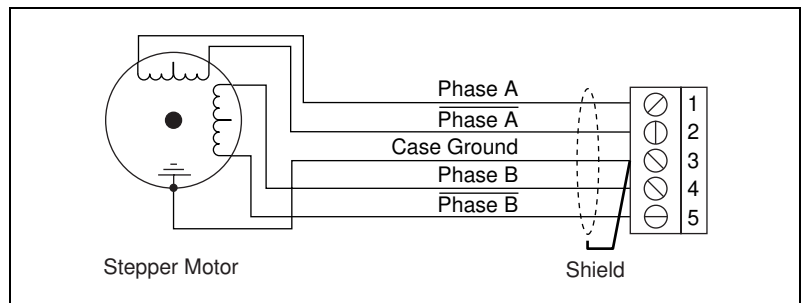 Phase A
Phase A
Case Ground
Phase B
Phase B
1
2
3
4
5
Stepper Motor
Shield